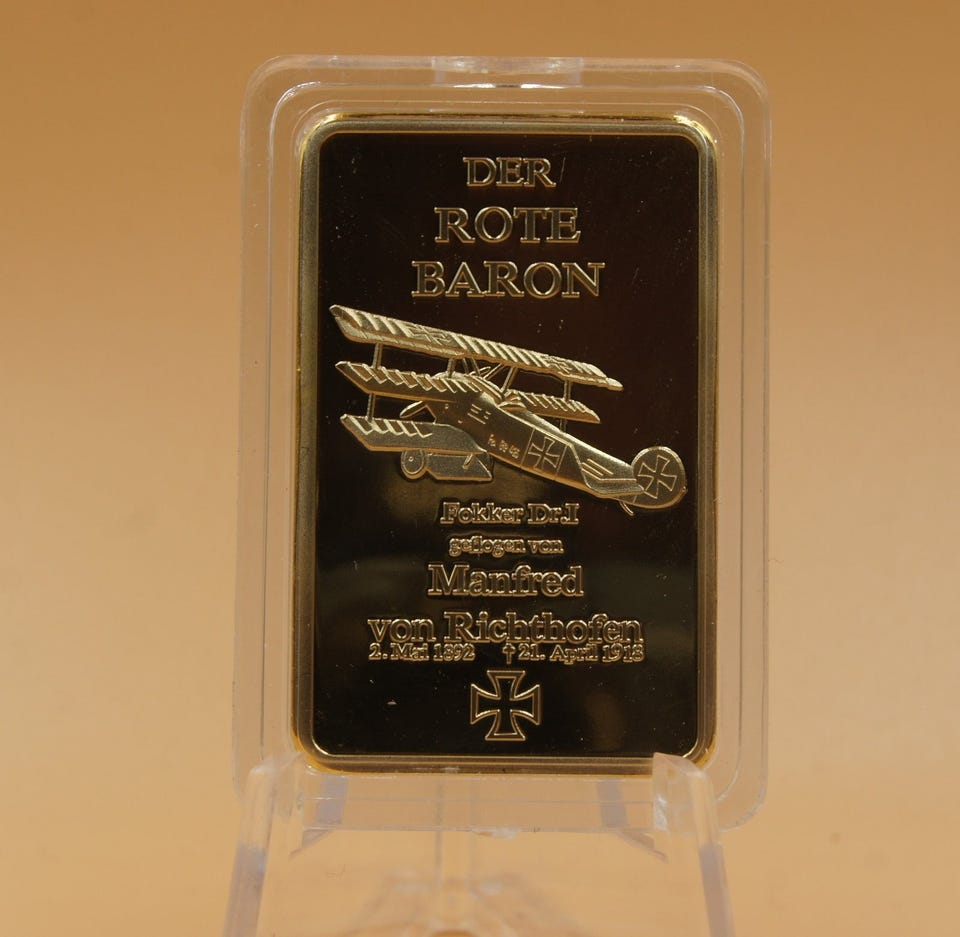 DER
ROTE
BARON
Fokker Dr.I
geflogen von
Manfred
von Richthofen
2. Mai 1892 † 21. April 1918